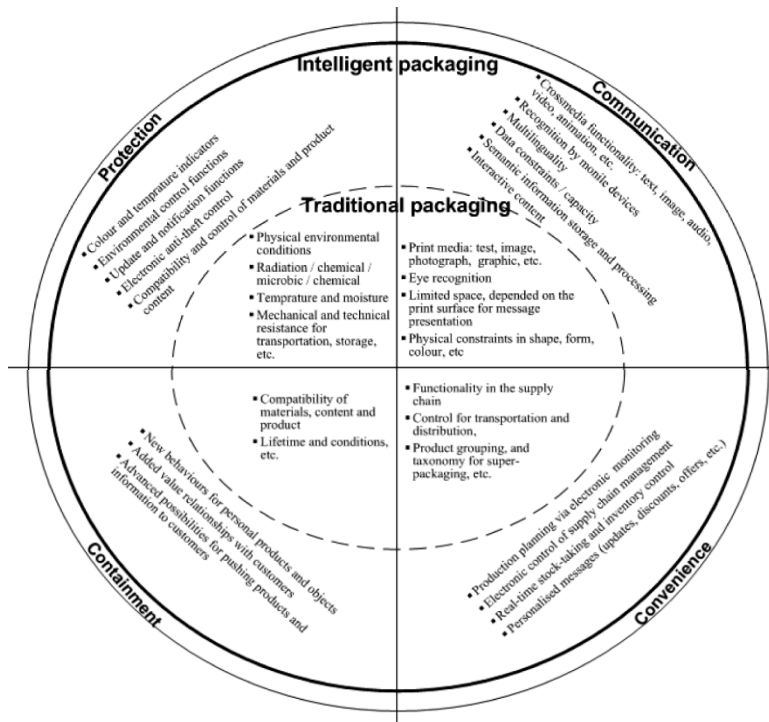 Intelligent packaging
Protection
▪ Colour and temprature indicators
▪ Environmental control functions
▪ Update and notification functions
▪ Electronic anti-theft control
▪ Compatibility and control of materials and product
content
Communication
▪ Crossmedia functionality: text, image, audio,
video, animation, etc.
▪ Recognition by monile devices
▪ Multilinguality
▪ Data constraints / capacity
▪ Semantic information storage and processing
▪ Interactive content
Traditional packaging
▪ Physical environmental
conditions
▪ Radiation / chemical /
microbic / chemical
▪ Temprature and moisture
▪ Mechanical and technical
resistance for
transportation, storage,
etc.
▪ Print media: test, image,
photograph, graphic, etc.
▪ Eye recognition
▪ Limited space, depended on the
print surface for message
presentation
▪ Physical constraints in shape, form,
colour, etc
▪ Compatibility of
materials, content and
product
▪ Lifetime and conditions,
etc.
▪ Functionality in the supply
chain
▪ Control for transportation and
distribution,
▪ Product grouping, and
taxonomy for super-
packaging, etc.
▪ New behaviours for personal products and objects
▪ Added value relationships with customers
▪ Advanced possibilities for pushing products and
information to customers
Containment
▪ Production planning via electronic monitoring
▪ Electronic control of supply chain management
▪ Real-time stock-taking and inventory control
▪ Personalised messages (updates, discounts, offers, etc.)
Convenience